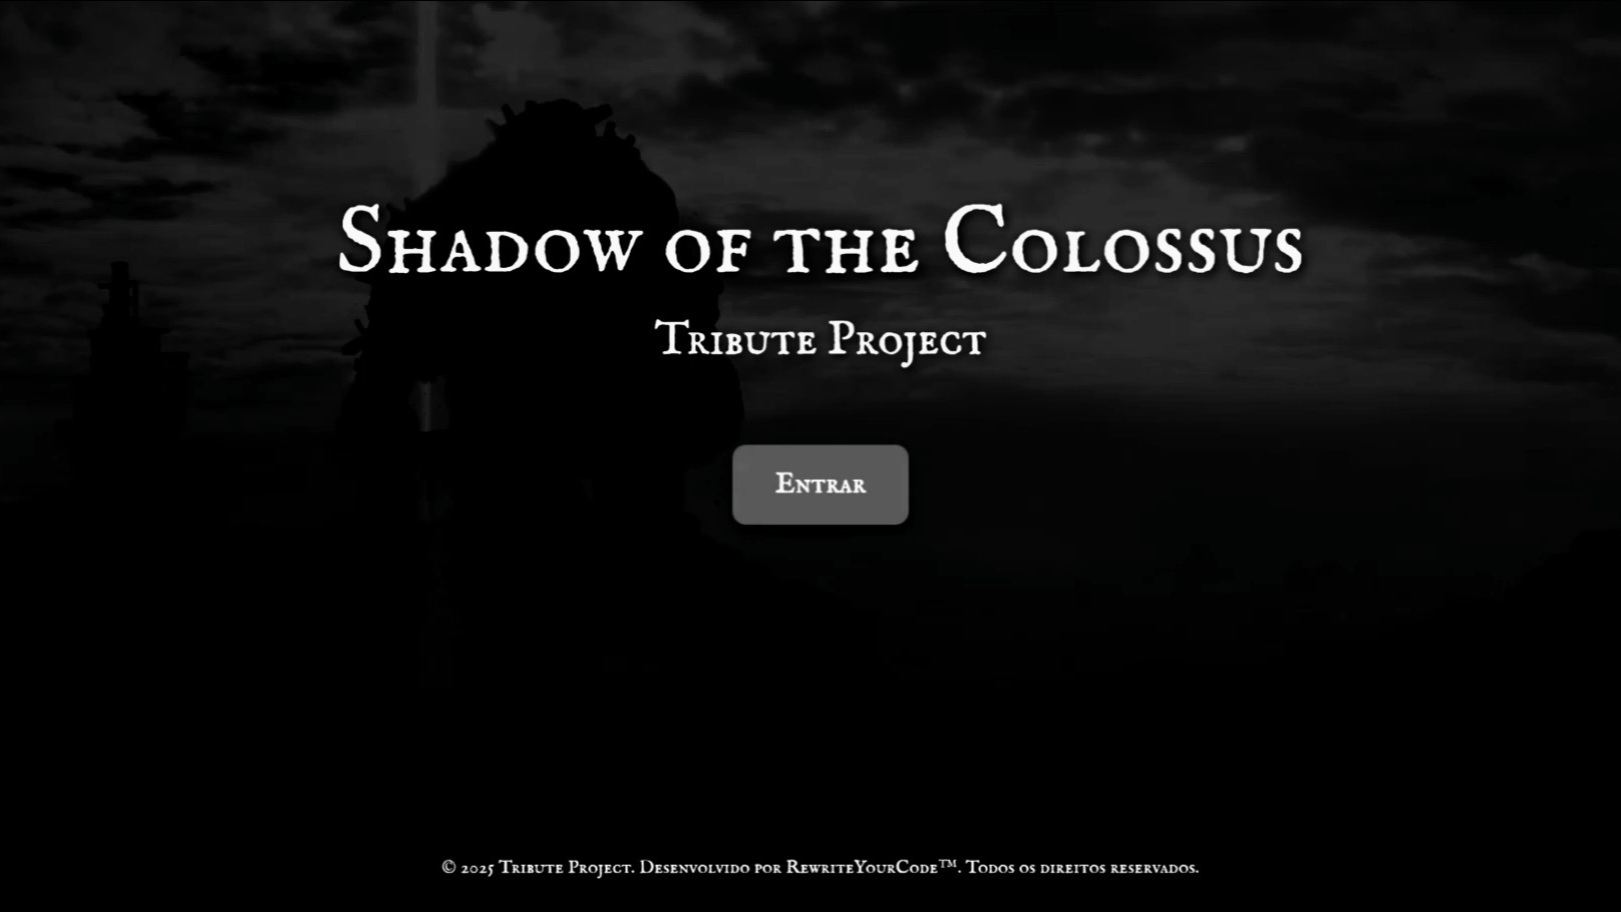 Shadow of the Colossus
Tribute Project
Entrar
© 2025 Tribute Project. Desenvolvido por RewriteYourCode™. Todos os direitos reservados.